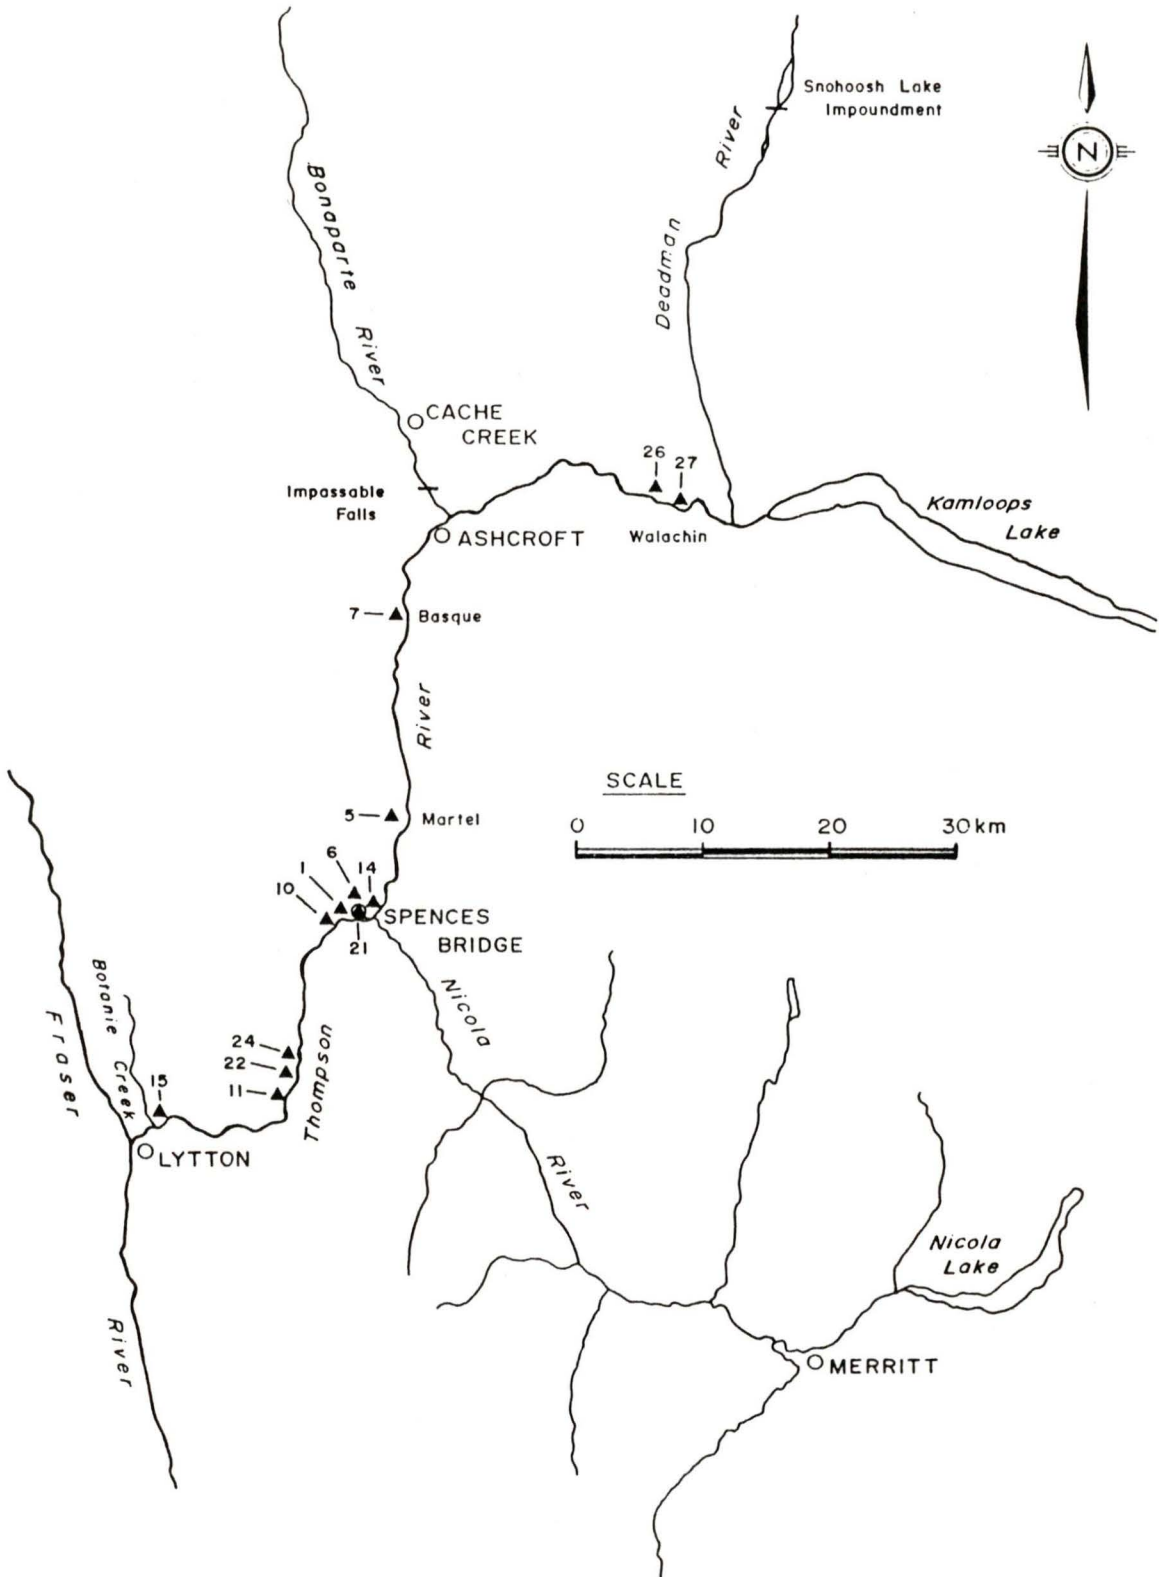 Snohoosh Lake
Impoundment
River
N
Bonaparte
Deadman
River
CACHE
CREEK
26
27
Impassable
Falls
Kamloops
Lake
ASHCROFT
Walachin
7
Basque
River
SCALE
0 10 20 30 km
5
Martel
6
14
1
10
SPENCES
BRIDGE
21
Botanie
Creek
Nicola
Fraser
24
22
11
15
Thompson
LYTTON
River
Nicola
Lake
River
MERRITT